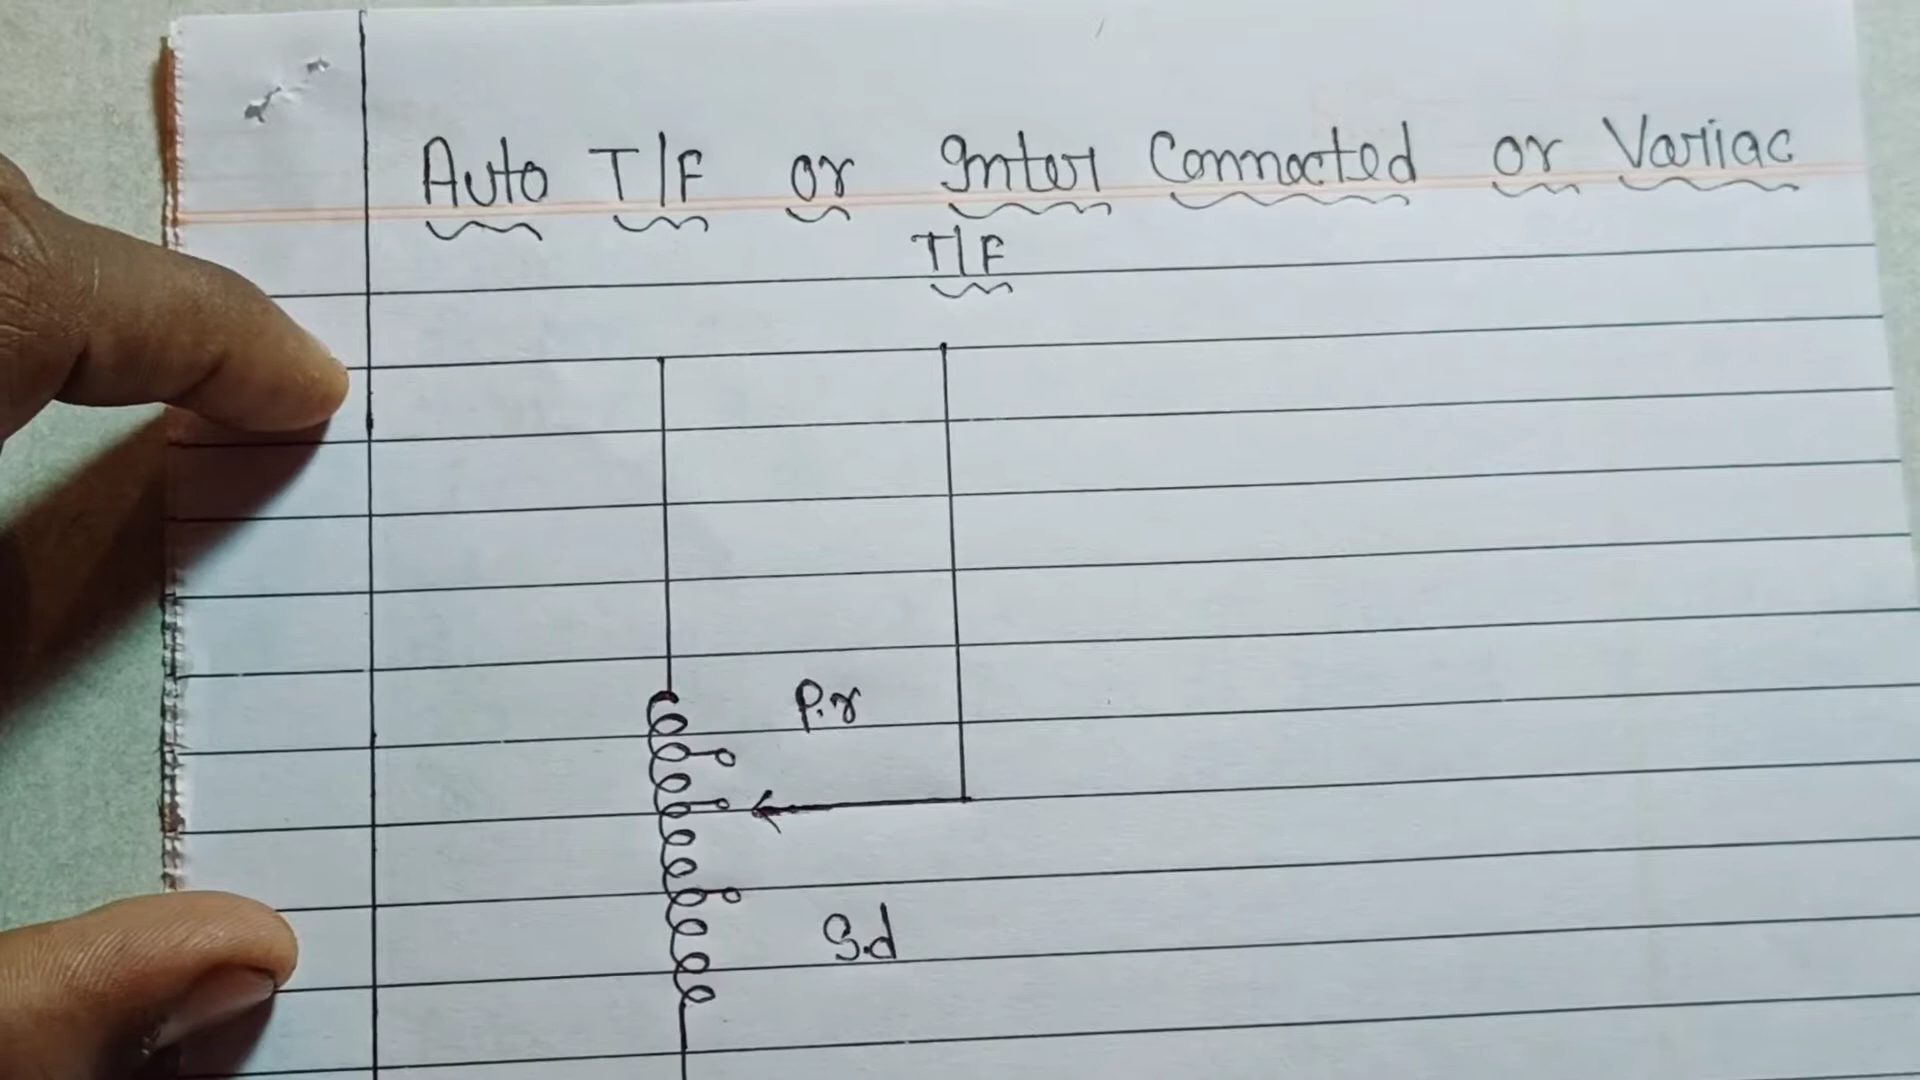 Auto T/F or Inter Connected or Variac
T/F
P.r
S.d